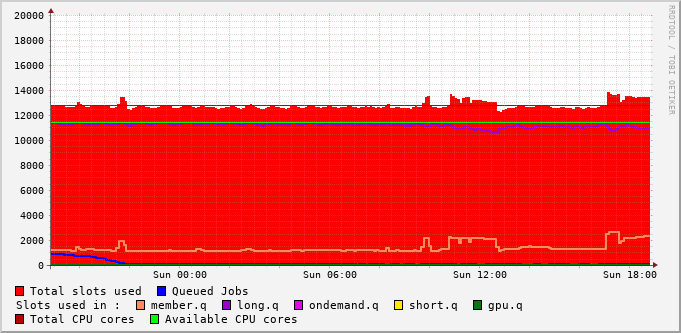 RRDTOOL / TOBI OETIKER
20000
18000
16000
14000
12000
10000
8000
6000
4000
2000
0
Sun 00:00 Sun 06:00 Sun 12:00 Sun 18:00
Total slots used Queued Jobs
Slots used in : member.q long.q ondemand.q short.q gpu.q
Total CPU cores Available CPU cores